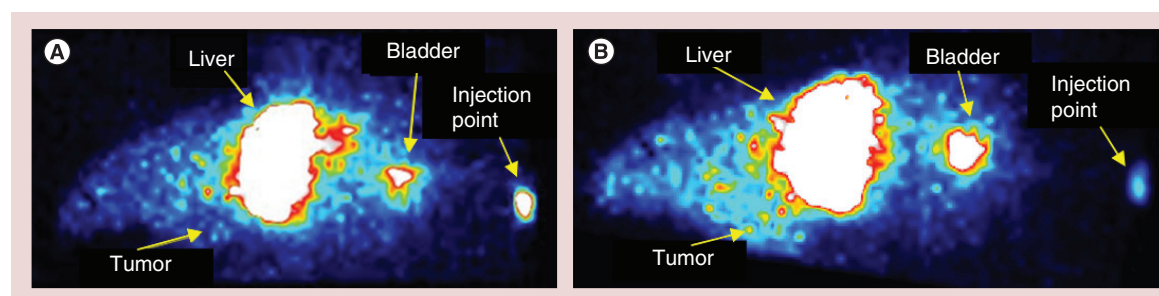 A
Liver
Bladder
Injection
point
Tumor
B
Liver
Bladder
Injection
point
Tumor